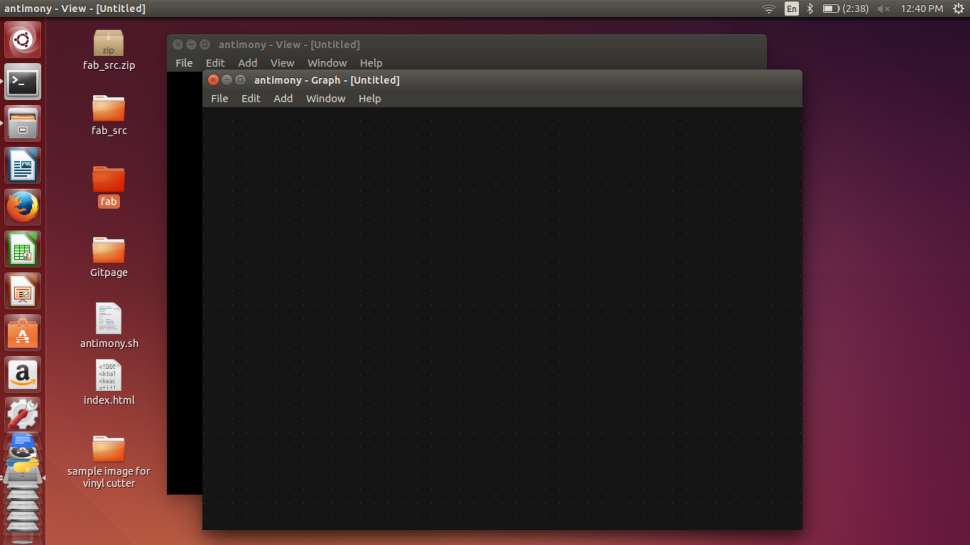 antimony - View - [Untitled]
En
(2:38)
12:40 PM
zip
fab_src.zip
fab_src
fab
Gitpage
antimony.sh
<html
index.html
sample image for
vinyl cutter
antimony - View - [Untitled]
File Edit Add View Window Help
antimony - Graph - [Untitled]
File Edit Add Window Help